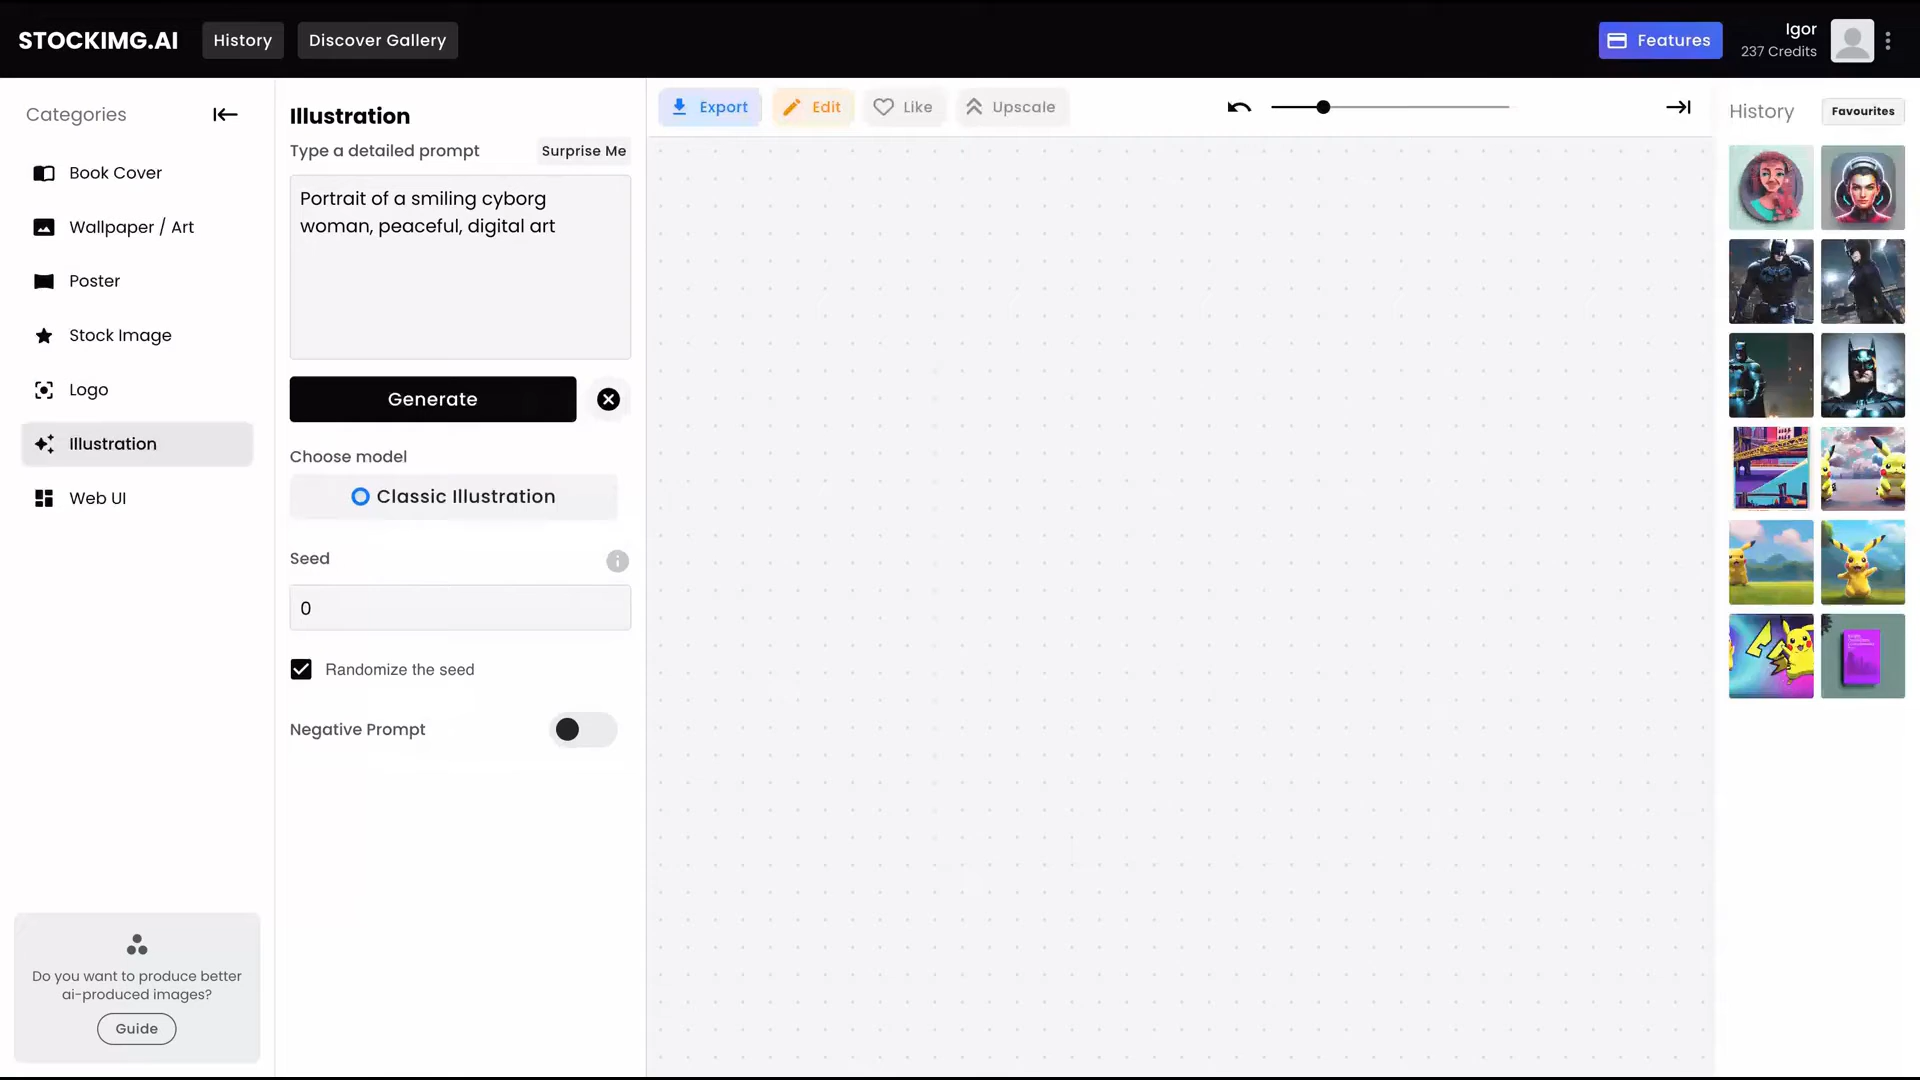 STOCKIMG.AI
History
Discover Gallery
Features
Igor
237 Credits
Categories
Book Cover
Wallpaper / Art
Poster
Stock Image
Logo
Illustration
Web UI
Do you want to produce better
ai-produced images?
Guide
Illustration
Type a detailed prompt
Surprise Me
Portrait of a smiling cyborg
woman, peaceful, digital art
Generate
Choose model
Classic Illustration
Seed
0
Randomize the seed
Negative Prompt
Export
Edit
Like
Upscale
History
Favourites